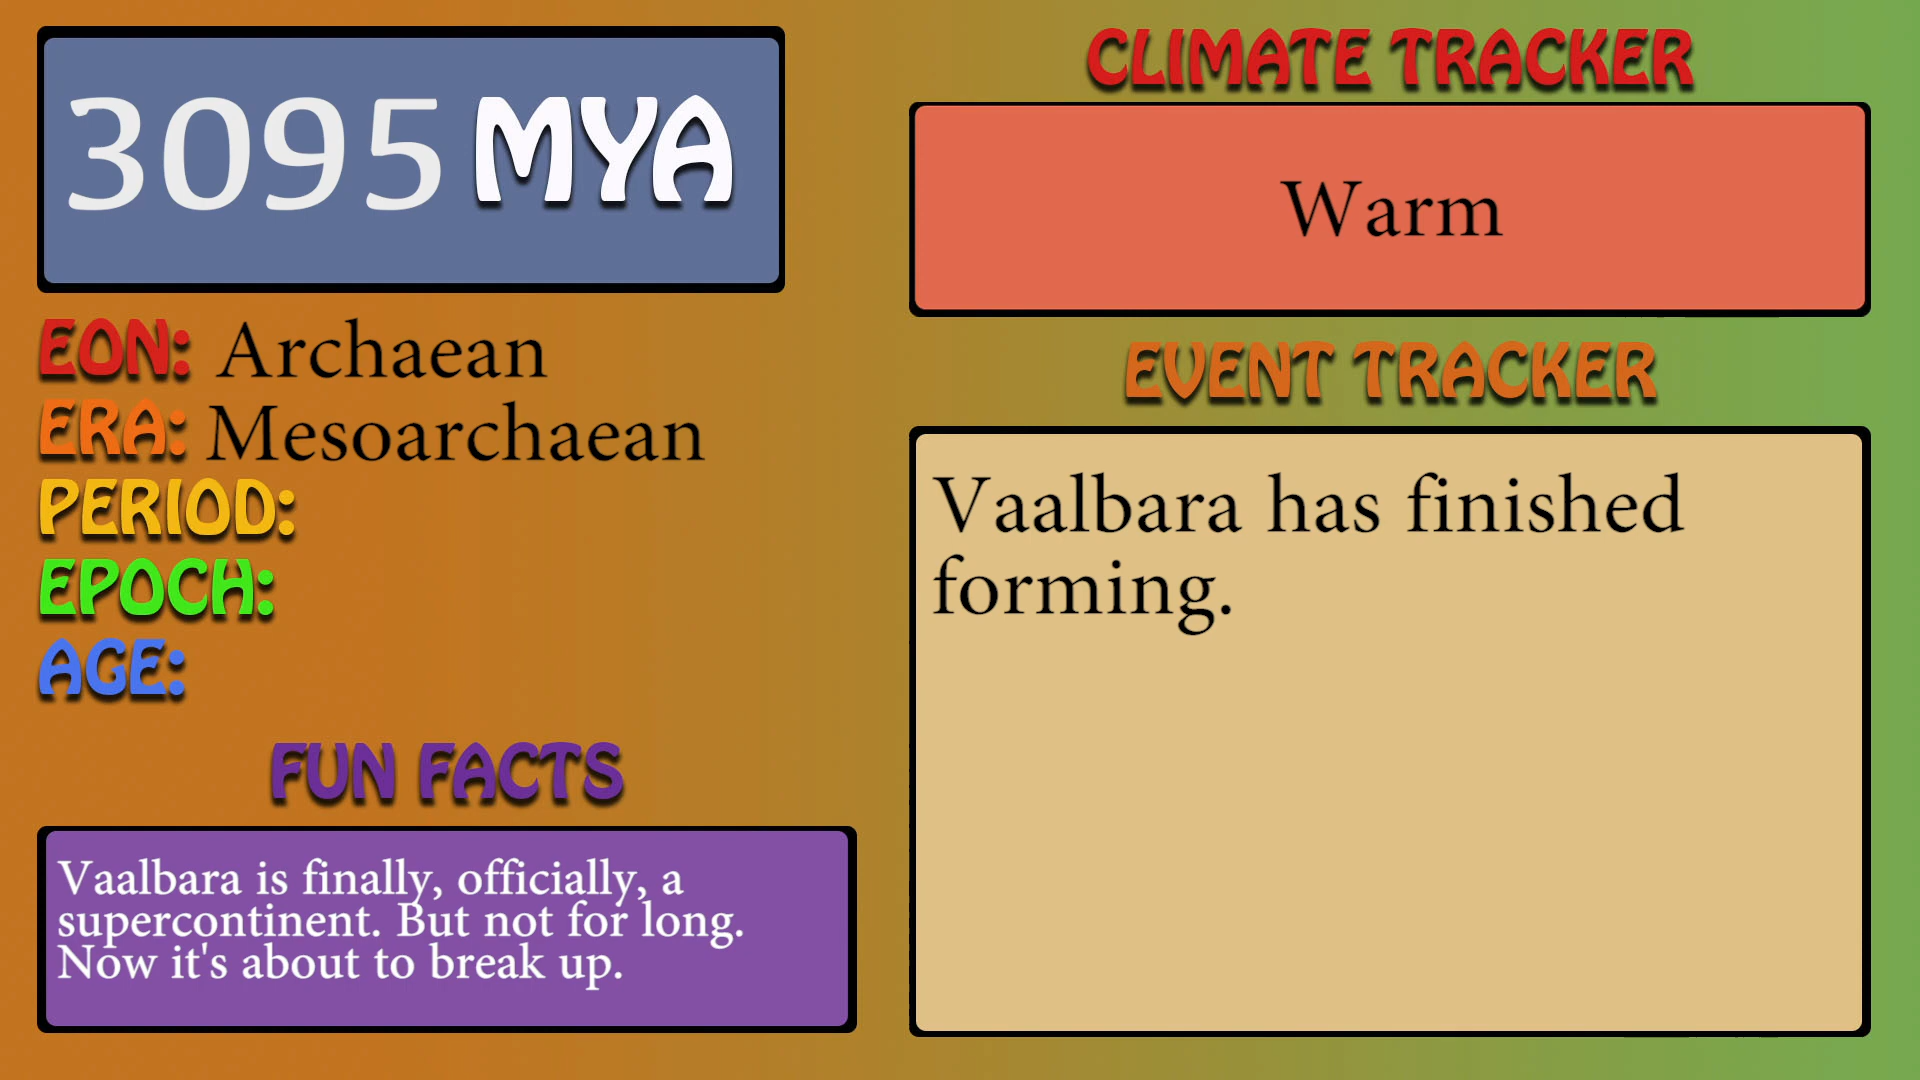 3095 MYA
EON: Archaean
ERA: Mesoarchaean
PERIOD:
EPOCH:
AGE:
FUN FACTS
Vaalbara is finally, officially, a
supercontinent. But not for long.
Now it's about to break up.
CLIMATE TRACKER
Warm
EVENT TRACKER
Vaalbara has finished
forming.